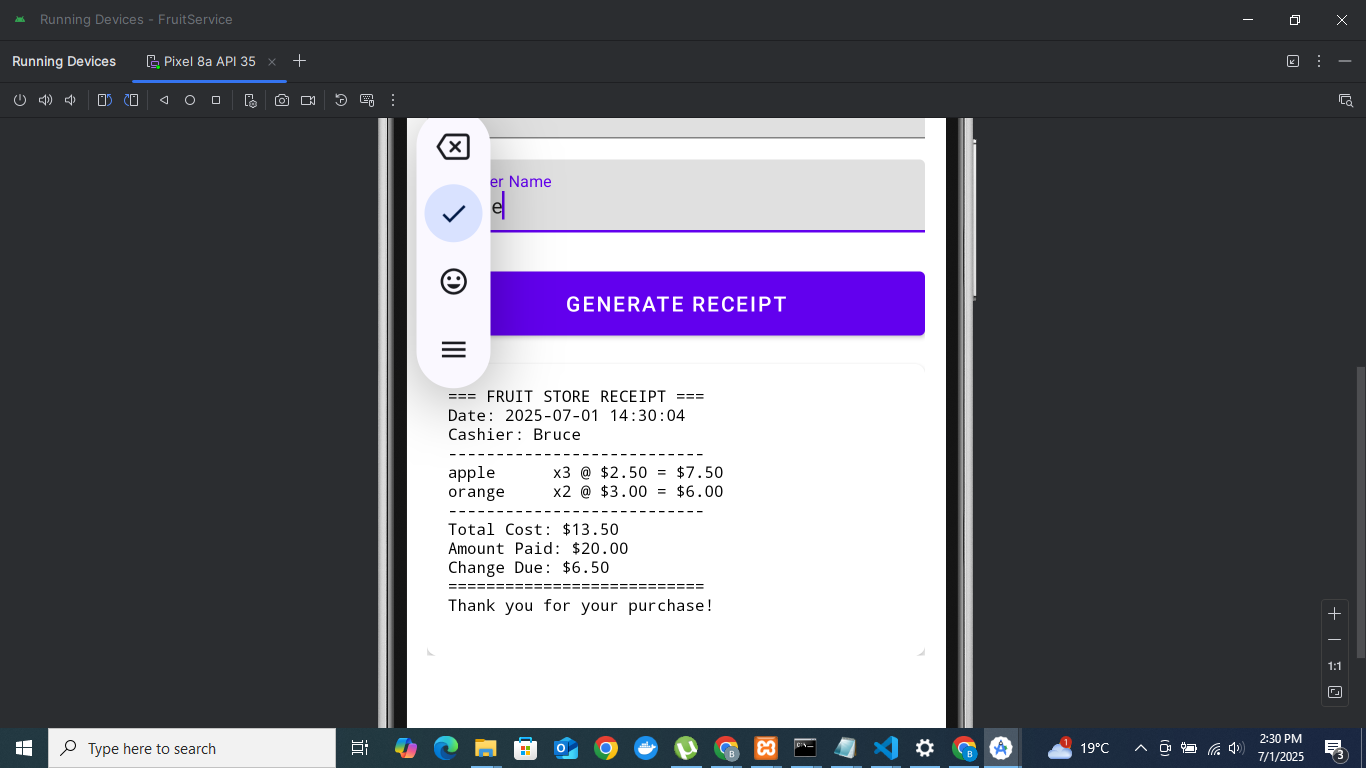 Running Devices - FruitService
Running Devices
Pixel 8a API 35
er Name
e
GENERATE RECEIPT
=== FRUIT STORE RECEIPT ===
Date: 2025-07-01 14:30:04
Cashier: Bruce
---------------------------
apple      x3 @ $2.50 = $7.50
orange     x2 @ $3.00 = $6.00
---------------------------
Total Cost: $13.50
Amount Paid: $20.00
Change Due: $6.50
===========================
Thank you for your purchase!
1:1
Type here to search
1
19°C
2:30 PM
7/1/2025
3